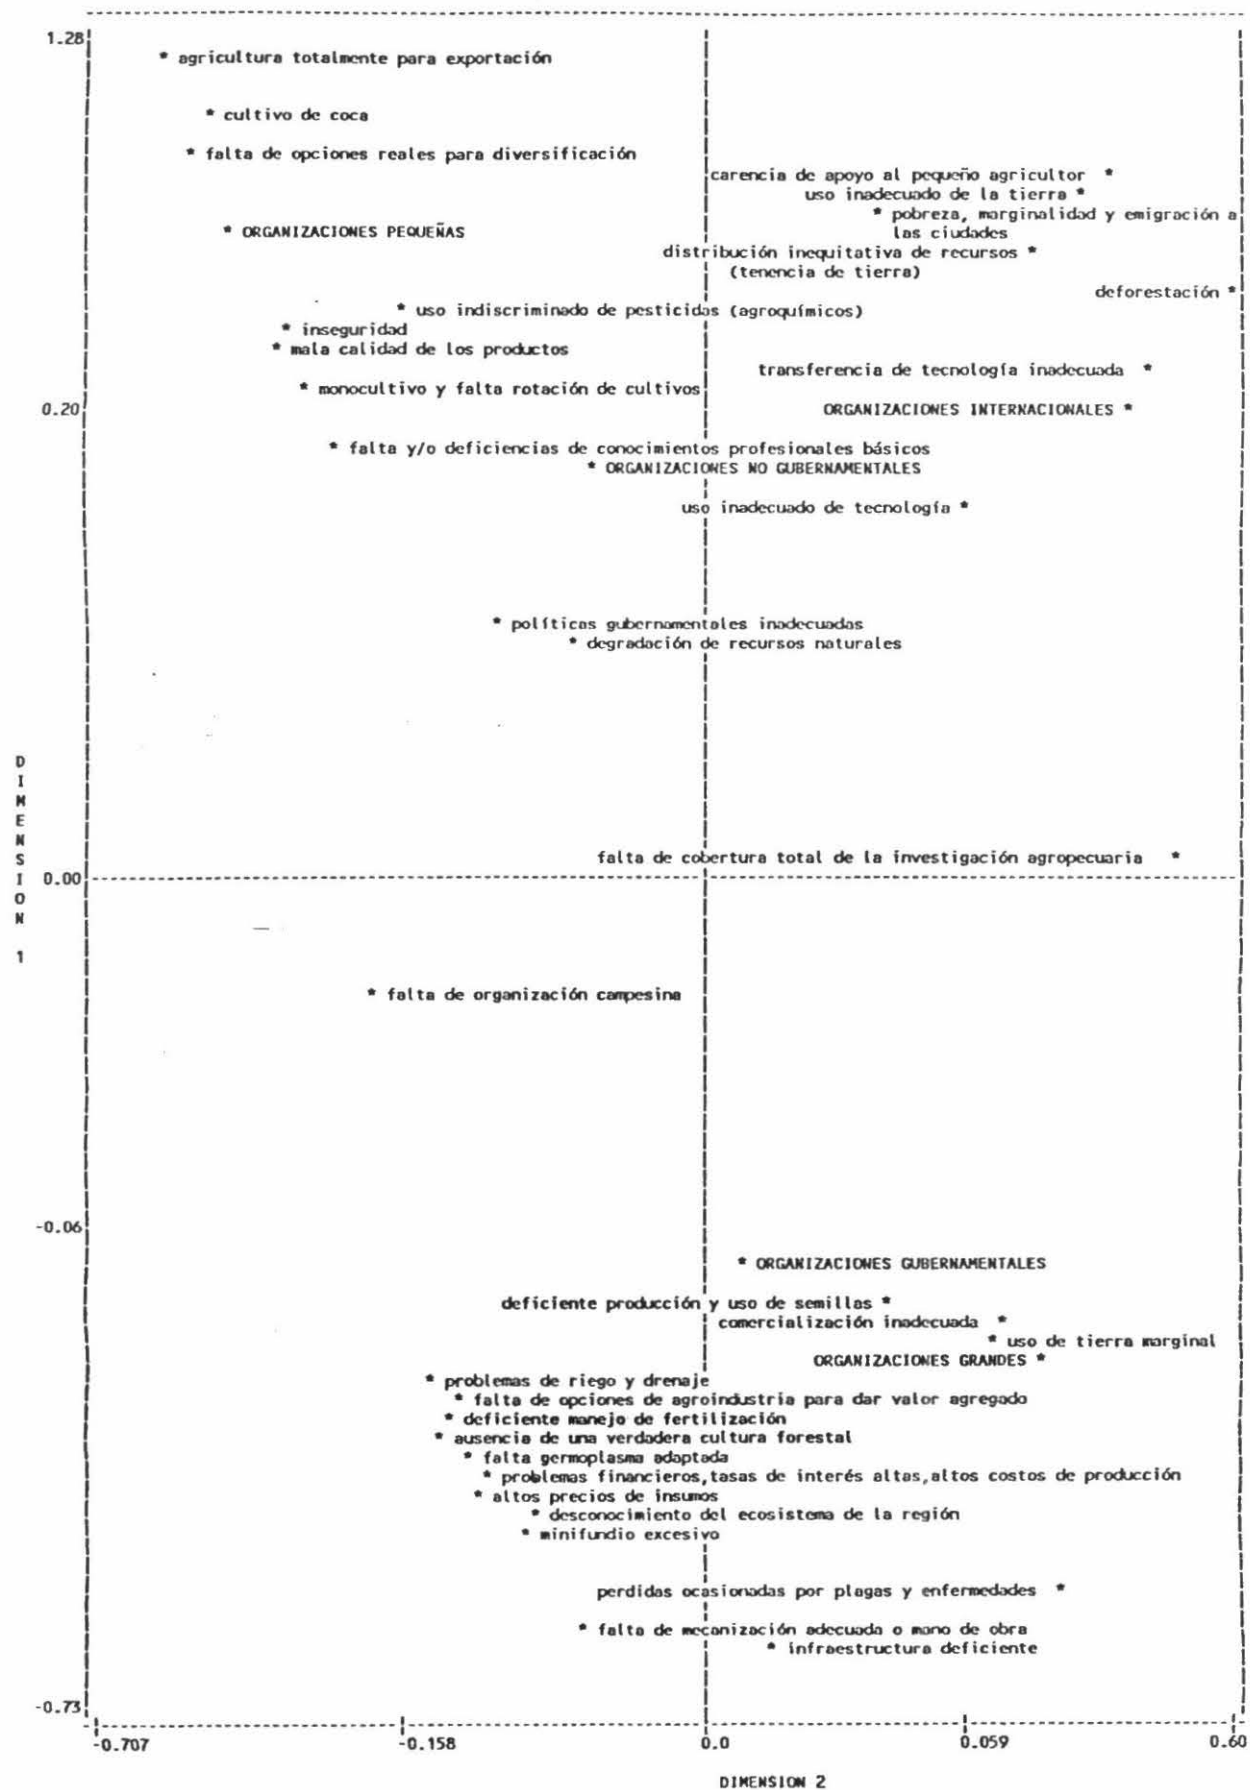 1.28
* agricultura totalmente para exportación
* cultivo de coca
* falta de opciones reales para diversificación
carencia de apoyo al pequeño agricultor *
uso inadecuado de la tierra *
* pobreza, marginalidad y emigración a
las ciudades
* ORGANIZACIONES PEQUEÑAS
distribución inequitativa de recursos *
(tenencia de tierra)
deforestación *
* uso indiscriminado de pesticidas (agroquímicos)
* inseguridad
* mala calidad de los productos
transferencia de tecnología inadecuada *
* monocultivo y falta rotación de cultivos
0.20
ORGANIZACIONES INTERNACIONALES *
* falta y/o deficiencias de conocimientos profesionales básicos
* ORGANIZACIONES NO GUBERNAMENTALES
uso inadecuado de tecnología *
* políticas gubernamentales inadecuadas
* degradación de recursos naturales
DIMENSION 1
falta de cobertura total de la investigación agropecuaria *
0.00
* falta de organización campesina
-0.06
* ORGANIZACIONES GUBERNAMENTALES
deficiente producción y uso de semillas *
comercialización inadecuada *
* uso de tierra marginal
ORGANIZACIONES GRANDES *
* problemas de riego y drenaje
* falta de opciones de agroindustria para dar valor agregado
* deficiente manejo de fertilización
* ausencia de una verdadera cultura forestal
* falta germoplasma adaptada
* problemas financieros,tasas de interés altas,altos costos de producción
* altos precios de insumos
* desconocimiento del ecosistema de la región
* minifundio excesivo
perdidas ocasionadas por plagas y enfermedades *
* falta de mecanización adecuada o mano de obra
* infraestructura deficiente
-0.73
-0.707 -0.158 0.0 0.059 0.60
DIMENSION 2